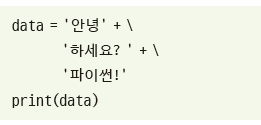 data = '안녕' + \
'하세요? ' + \
'파이썬!'
print(data)